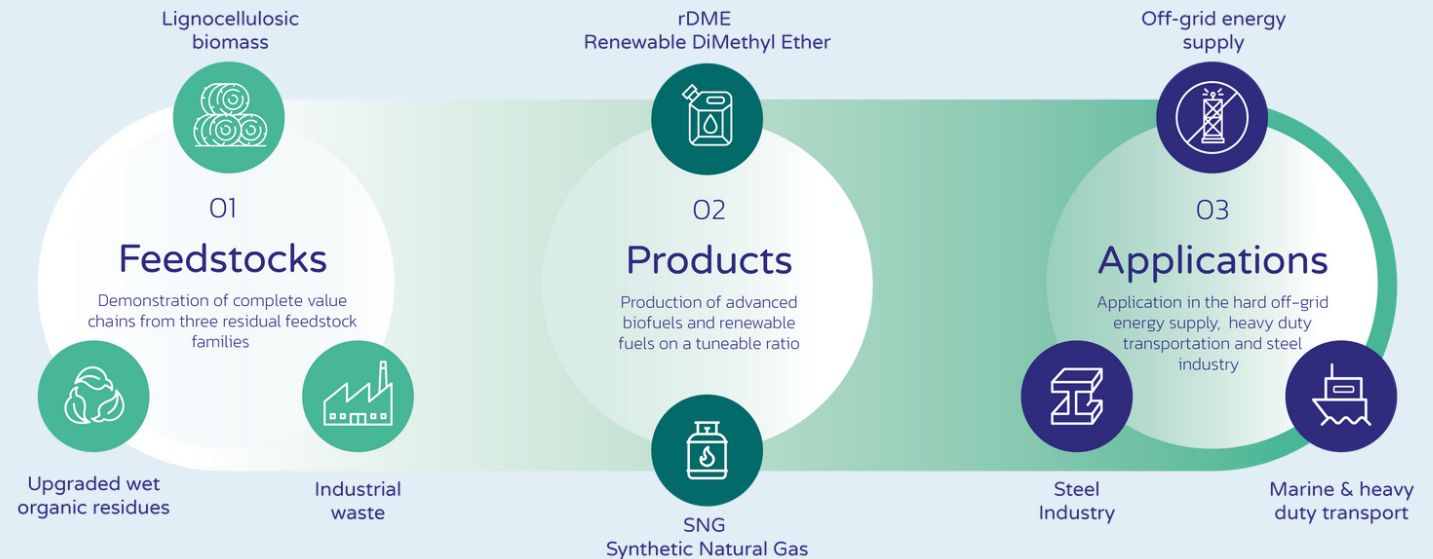 Lignocellulosic
biomass
01
Feedstocks
Demonstration of complete value
chains from three residual feedstock
families
Upgraded wet
organic residues
Industrial
waste
rDME
Renewable DiMethyl Ether
02
Products
Production of advanced
biofuels and renewable
fuels on a tuneable ratio
SNG
Synthetic Natural Gas
Off-grid energy
supply
03
Applications
Application in the hard off-grid
energy supply, heavy duty
transportation and steel
industry
Steel
Industry
Marine & heavy
duty transport